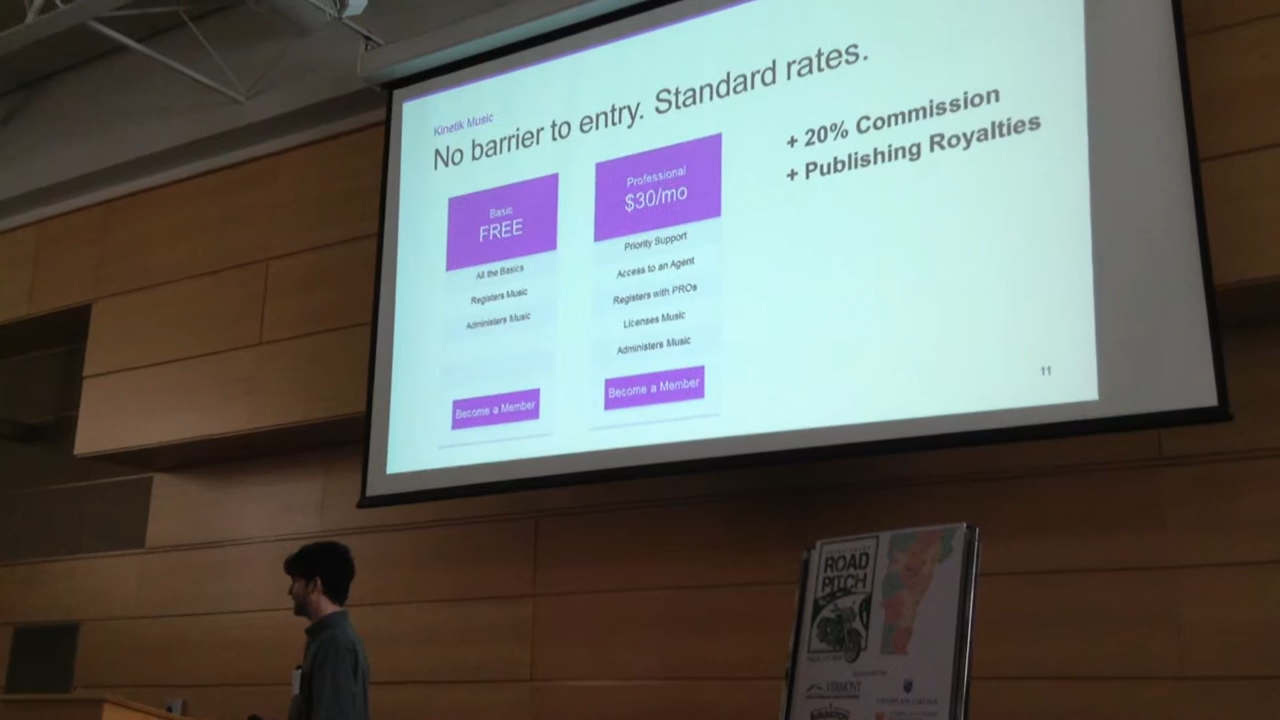 Kinetik Music
No barrier to entry. Standard rates.
Basic
FREE
All the Basics
Registers Music
Administers Music
Become a Member
Professional
$30/mo
Priority Support
Access to an Agent
Registers with PROs
Licenses Music
Administers Music
Become a Member
+ 20% Commission
+ Publishing Royalties
11
ROAD
PITCH
VERMONT